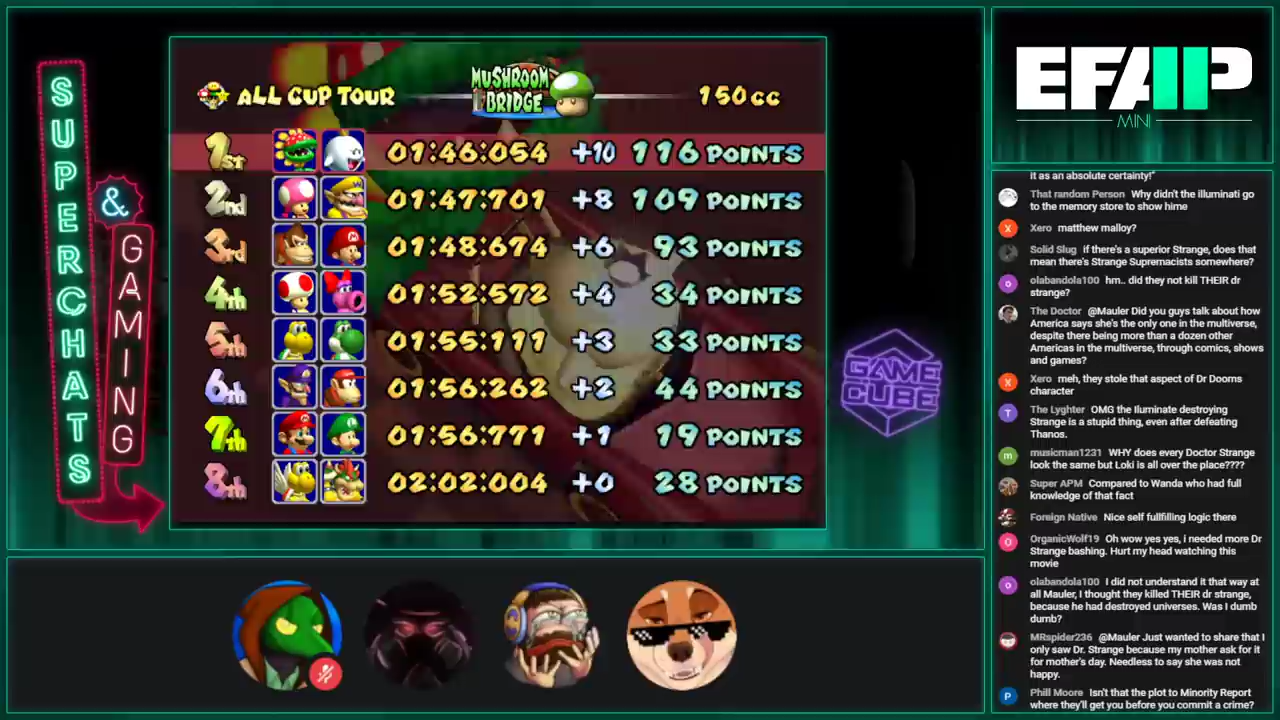 SUPERCHATS
&
GAMING
ALL CUP TOUR
MUSHROOM
BRIDGE
150cc
1st 01:46:054 +10 116 POINTS
2nd 01:47:701 +8 109 POINTS
3rd 01:48:674 +6 93 POINTS
4th 01:52:572 +4 34 POINTS
5th 01:55:111 +3 33 POINTS
6th 01:56:262 +2 44 POINTS
7th 01:56:771 +1 19 POINTS
8th 02:02:004 +0 28 POINTS
GAME
CUBE
EFAP
MINI
it as an absolute certainty!"
That random Person Why didn't the illuminati go
to the memory store to show hime
Xero matthew malloy?
Solid Slug if there's a superior Strange, does that
mean there's Strange Supremacists somewhere?
olabandola100 hm.. did they not kill THEIR dr
strange?
The Doctor @Mauler Did you guys talk about how
America says she's the only one in the multiverse,
despite there being more than a dozen other
Americas in the multiverse, through comics, shows
and games?
Xero meh, they stole that aspect of Dr Dooms
character
The Lyghter OMG the Iluminate destroying
Strange is a stupid thing, even after defeating
Thanos.
musicman1231 WHY does every Doctor Strange
look the same but Loki is all over the place????
Super APM Compared to Wanda who had full
knowledge of that fact
Foreign Native Nice self fullfilling logic there
OrganicWolf19 Oh wow yes yes, i needed more Dr
Strange bashing. Hurt my head watching this
movie
olabandola100 I did not understand it that way at
all Mauler, I thought they killed THEIR dr strange,
because he had destroyed universes. Was I dumb
dumb?
MRspider236 @Mauler Just wanted to share that I
only saw Dr. Strange because my mother ask for it
for mother's day. Needless to say she was not
happy.
Phill Moore Isn't that the plot to Minority Report
where they'll get you before you commit a crime?